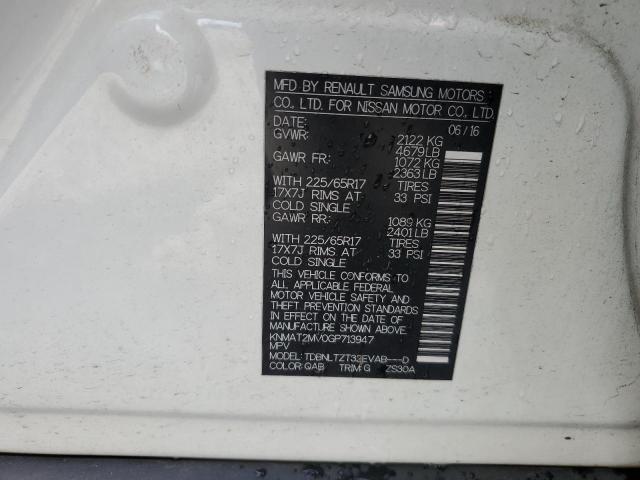 MFD BY RENAULT SAMSUNG MOTORS
CO., LTD. FOR NISSAN MOTOR CO., LTD.
DATE: 06/16
GVWR: 2122 KG
4679 LB
GAWR FR: 1072 KG
2363 LB
WITH 225/65R17 TIRES
17X7J RIMS AT 33 PSI
COLD SINGLE
GAWR RR: 1089 KG
2401 LB
WITH 225/65R17 TIRES
17X7J RIMS AT 33 PSI
COLD SINGLE
THIS VEHICLE CONFORMS TO
ALL APPLICABLE FEDERAL
MOTOR VEHICLE SAFETY AND
THEFT PREVENTION STANDARDS
IN EFFECT ON THE DATE OF
MANUFACTURE SHOWN ABOVE
KNMAT2MV0GP713947
MPV
MODEL: TDBNLTZT32EVAB---D
COLOR: QAB TRIM: G ZS30A